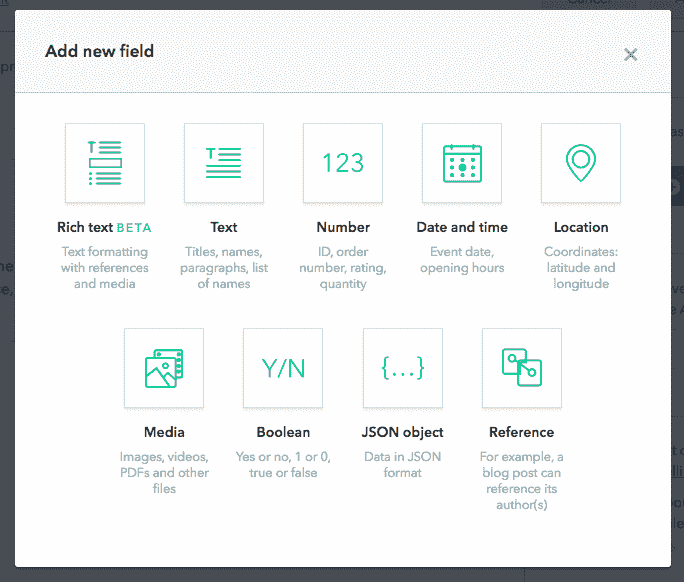 Cancel
Add new field
123
Rich text BETA
Text
Number
Date and time
Location
Text formatting
with references
and media
Titles, names,
paragraphs, list
of names
ID, order
number, rating,
quantity
Event date,
opening hours
Coordinates:
latitude and
longitude
Y/N
{...}
Media
Boolean
JSON object
Reference
Images, videos,
PDFs and other
files
Yes or no, 1 or 0,
true or false
Data in JSON
format
For example, a
blog post can
reference its
author(s)